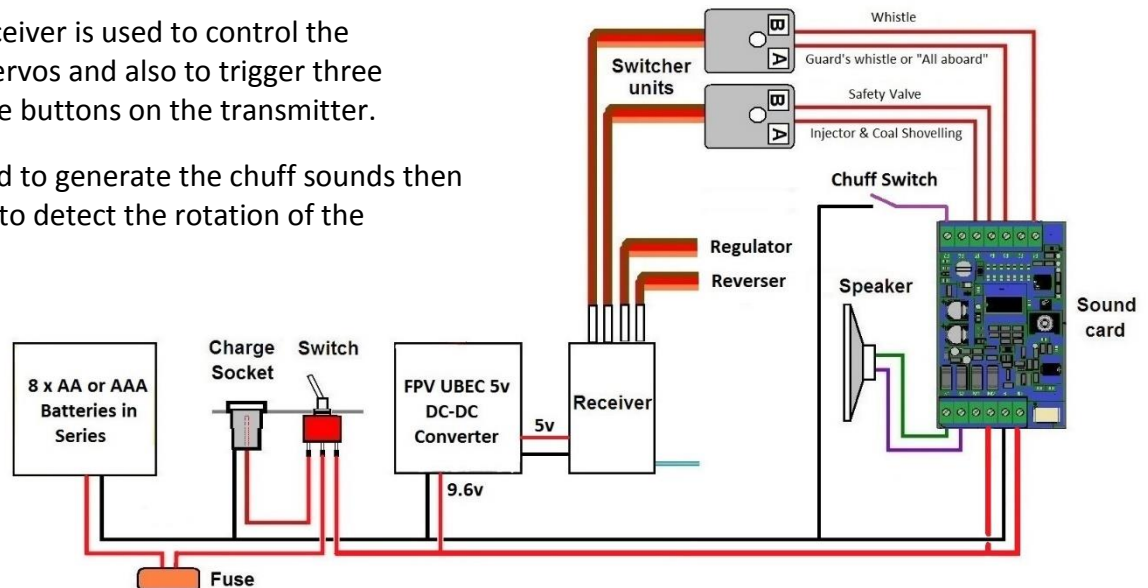 ceiver is used to control the
ervos and also to trigger three
e buttons on the transmitter.
d to generate the chuff sounds then
to detect the rotation of the
Switcher
units
B
A
B
A
Whistle
Guard's whistle or "All aboard"
Safety Valve
Injector & Coal Shovelling
Chuff Switch
Regulator
Reverser
Speaker
Sound
card
8 x AA or AAA
Batteries in
Series
Charge
Socket
Switch
FPV UBEC 5v
DC-DC
Converter
5v
Receiver
9.6v
Fuse